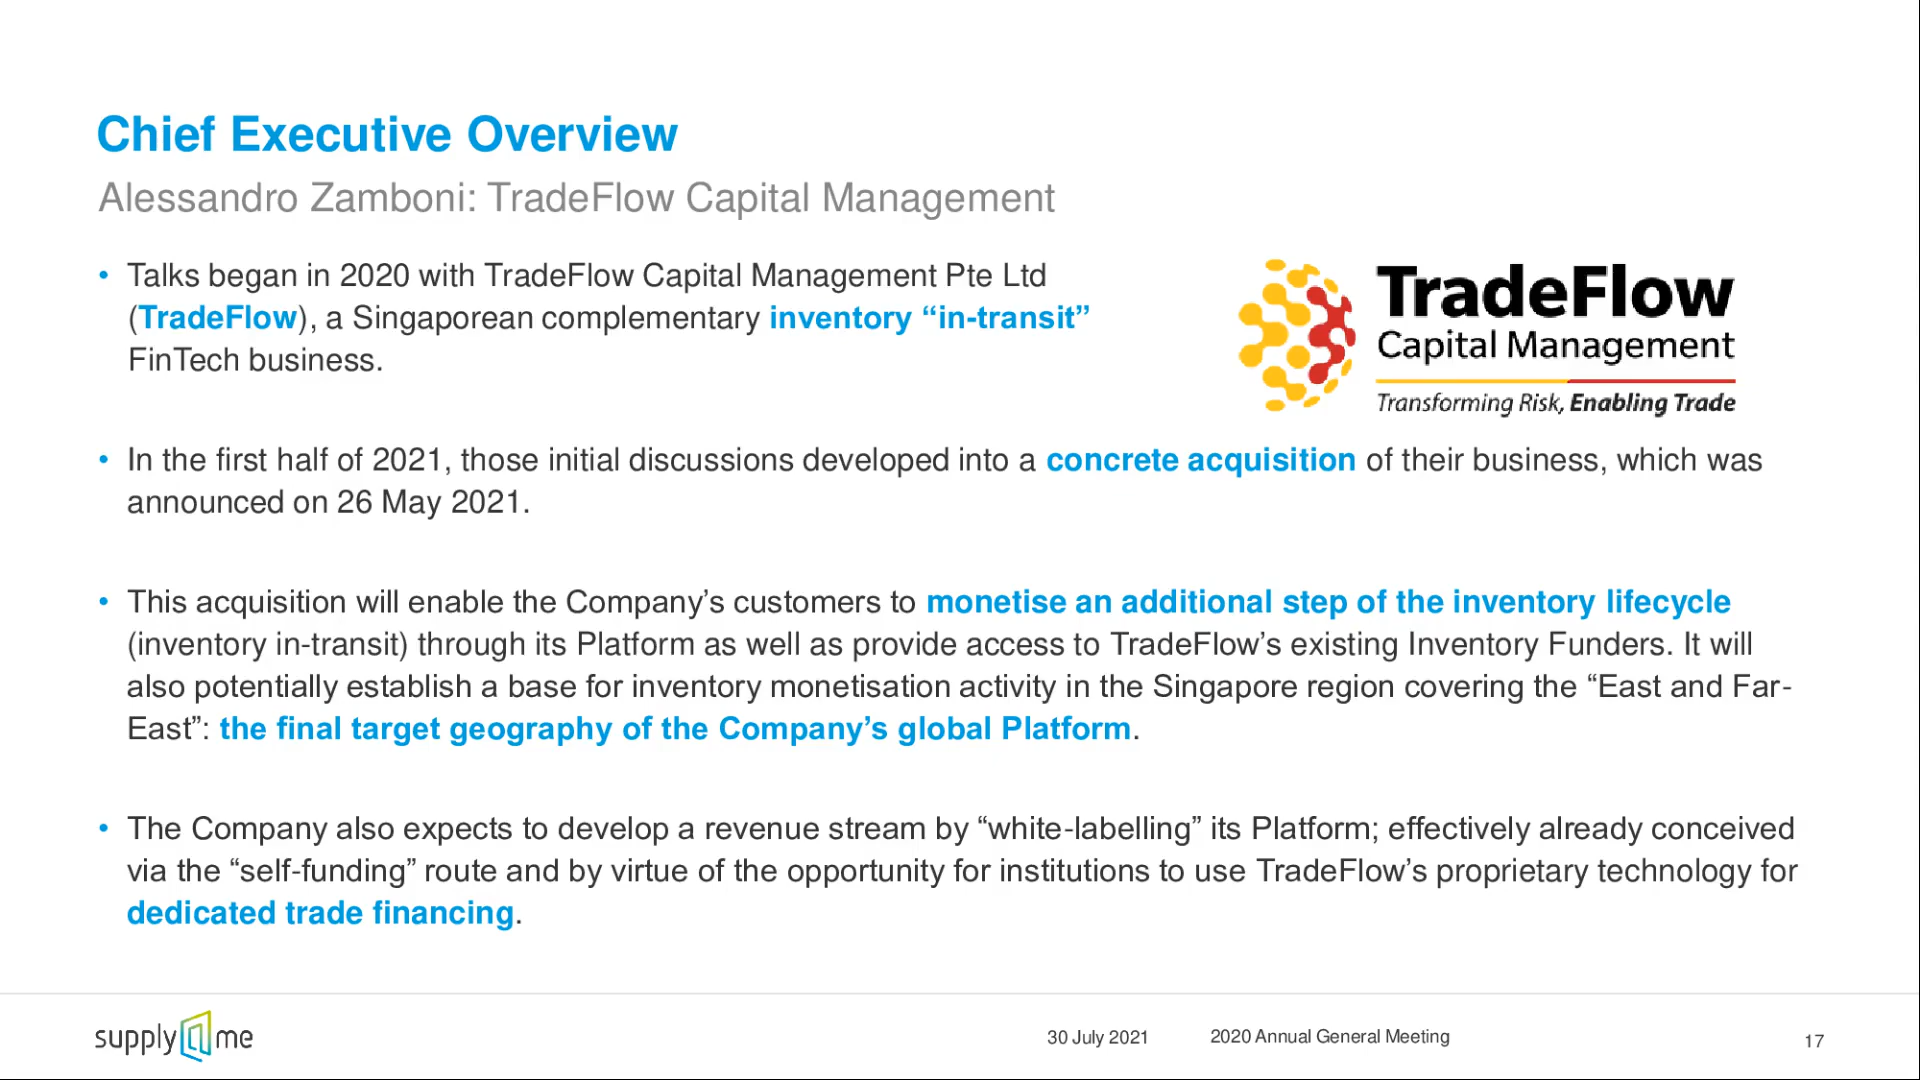 Chief Executive Overview
Alessandro Zamboni: TradeFlow Capital Management
• Talks began in 2020 with TradeFlow Capital Management Pte Ltd
(TradeFlow), a Singaporean complementary inventory “in-transit”
FinTech business.
TradeFlow
Capital Management
Transforming Risk, Enabling Trade
• In the first half of 2021, those initial discussions developed into a concrete acquisition of their business, which was
announced on 26 May 2021.
• This acquisition will enable the Company’s customers to monetise an additional step of the inventory lifecycle
(inventory in-transit) through its Platform as well as provide access to TradeFlow’s existing Inventory Funders. It will
also potentially establish a base for inventory monetisation activity in the Singapore region covering the “East and Far-
East”: the final target geography of the Company’s global Platform.
• The Company also expects to develop a revenue stream by “white-labelling” its Platform; effectively already conceived
via the “self-funding” route and by virtue of the opportunity for institutions to use TradeFlow’s proprietary technology for
dedicated trade financing.
supply me
30 July 2021
2020 Annual General Meeting
17